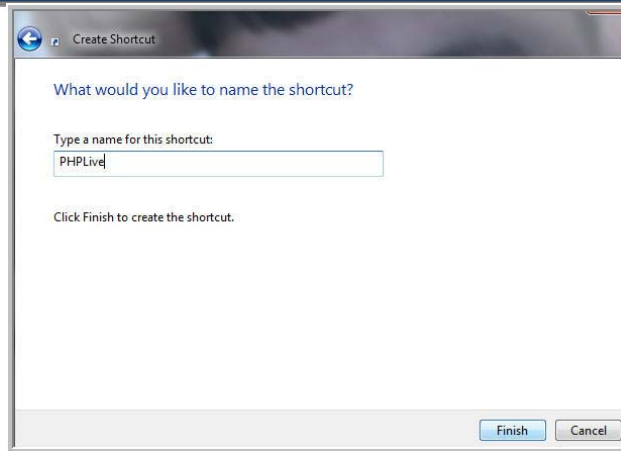 Create Shortcut
What would you like to name the shortcut?
Type a name for this shortcut:
PHPLive
Click Finish to create the shortcut.
Finish
Cancel